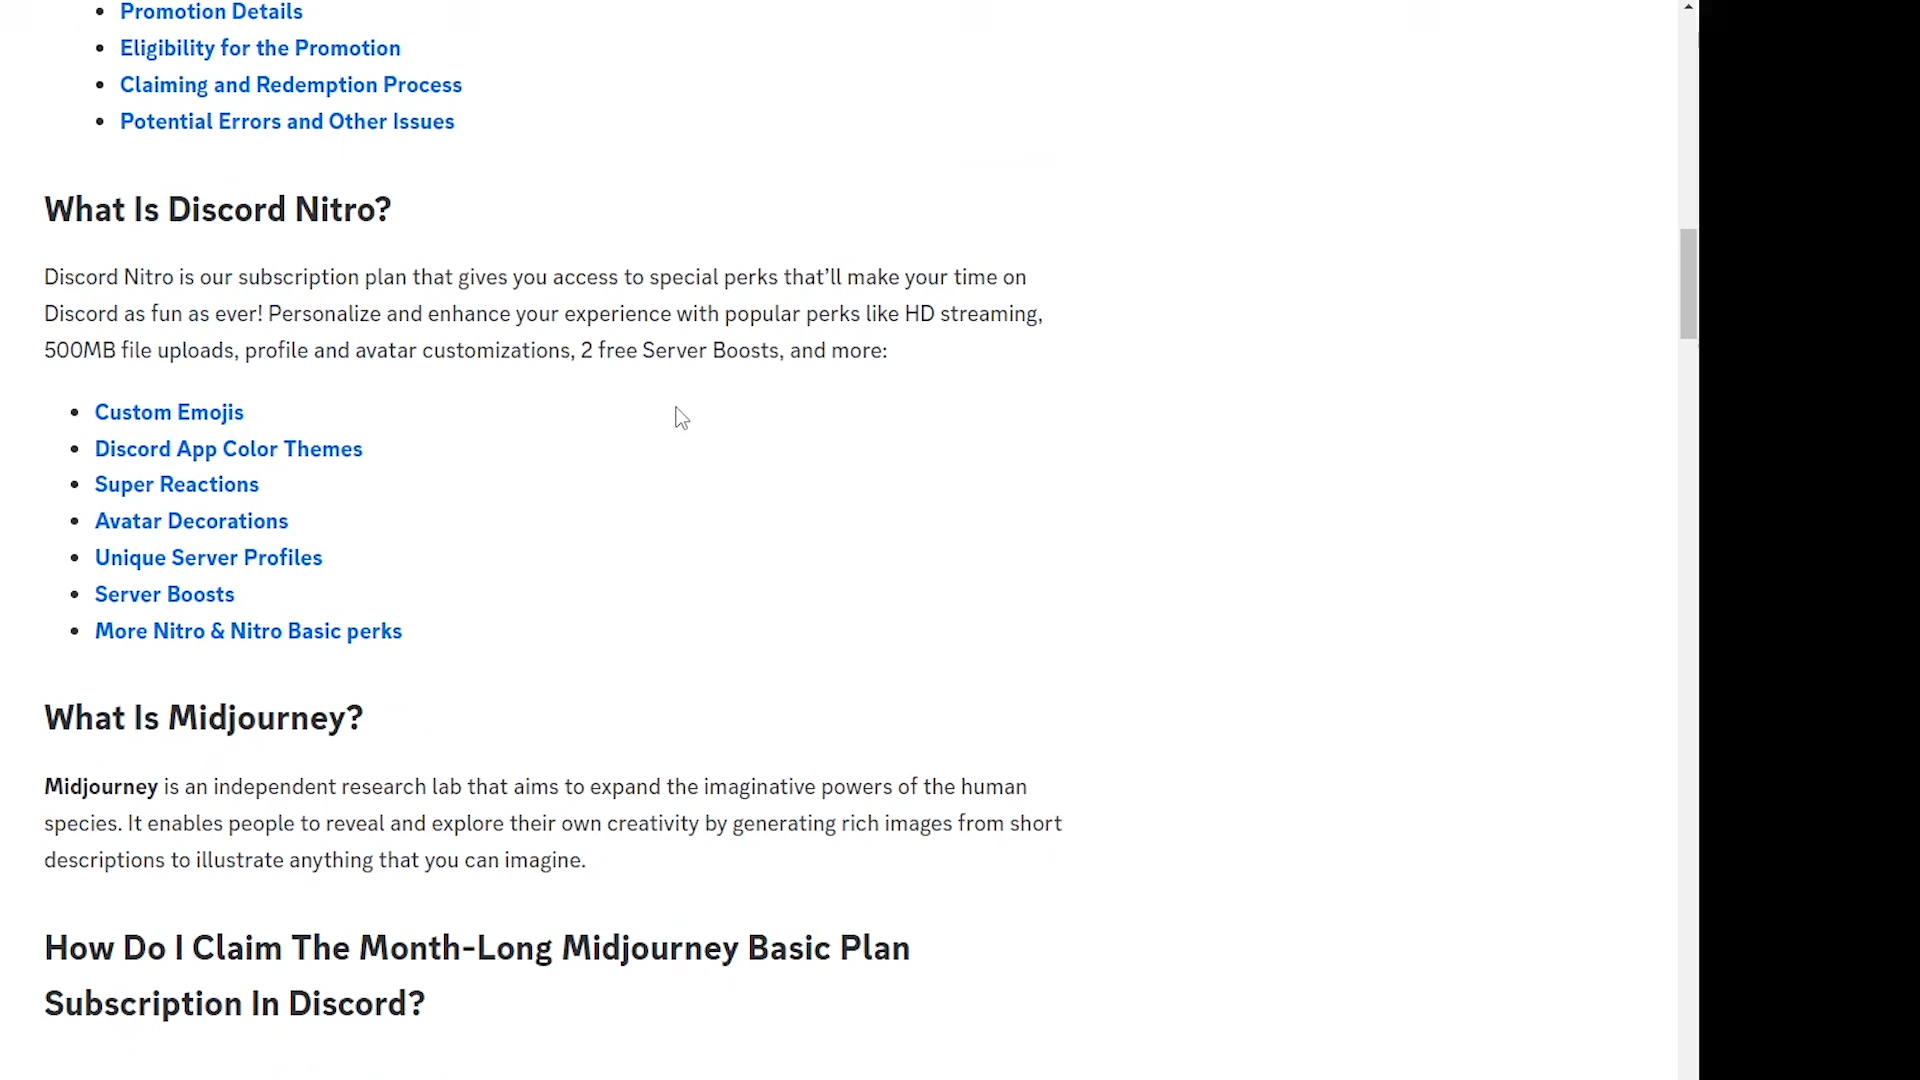 Promotion Details
Eligibility for the Promotion
Claiming and Redemption Process
Potential Errors and Other Issues
What Is Discord Nitro?
Discord Nitro is our subscription plan that gives you access to special perks that’ll make your time on
Discord as fun as ever! Personalize and enhance your experience with popular perks like HD streaming,
500MB file uploads, profile and avatar customizations, 2 free Server Boosts, and more:
Custom Emojis
Discord App Color Themes
Super Reactions
Avatar Decorations
Unique Server Profiles
Server Boosts
More Nitro & Nitro Basic perks
What Is Midjourney?
Midjourney is an independent research lab that aims to expand the imaginative powers of the human
species. It enables people to reveal and explore their own creativity by generating rich images from short
descriptions to illustrate anything that you can imagine.
How Do I Claim The Month-Long Midjourney Basic Plan
Subscription In Discord?